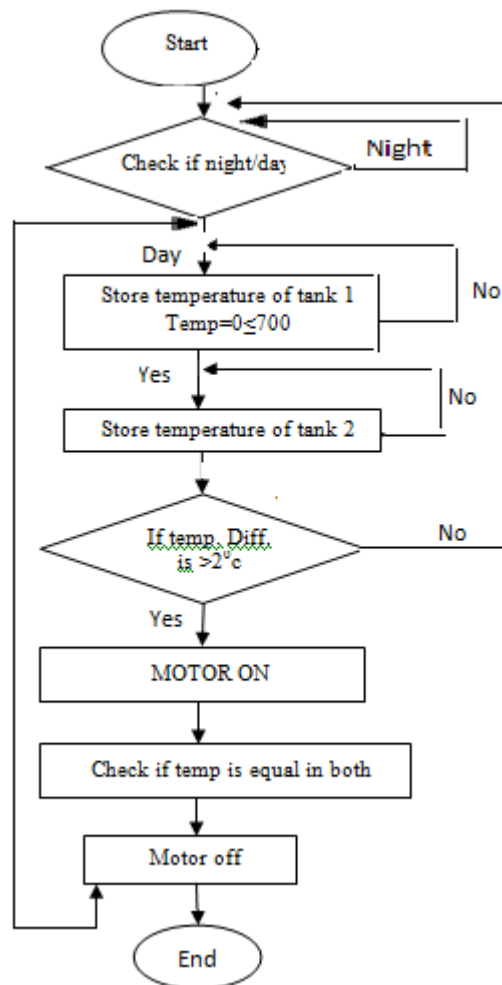 Start
Check if night/day
Night
Day
Store temperature of tank 1
Temp=0≤700
No
Yes
No
Store temperature of tank 2
If temp. Diff.
is >2⁰c
No
Yes
MOTOR ON
Check if temp is equal in both
Motor off
End